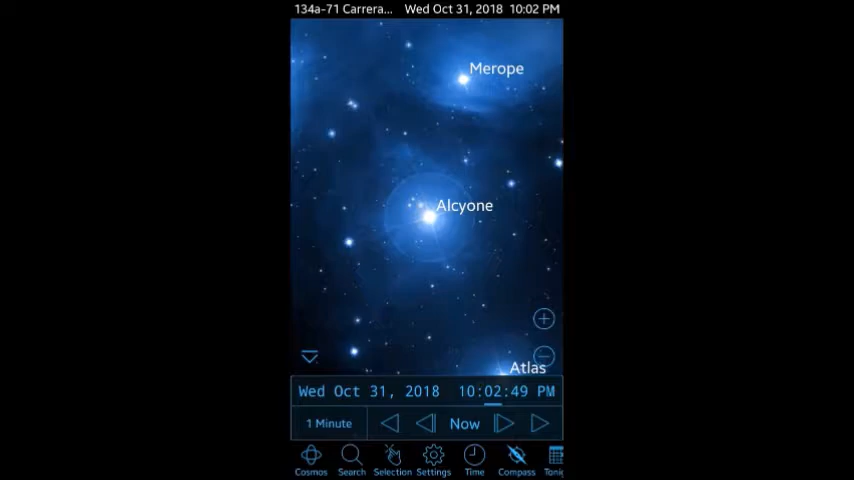 134a-71 Carrera... Wed Oct 31, 2018 10:02 PM
Merope
Alcyone
Atlas
Wed Oct 31, 2018 10:02:49 PM
1 Minute Now
Cosmos Search Selection Settings Time Compass Tonig